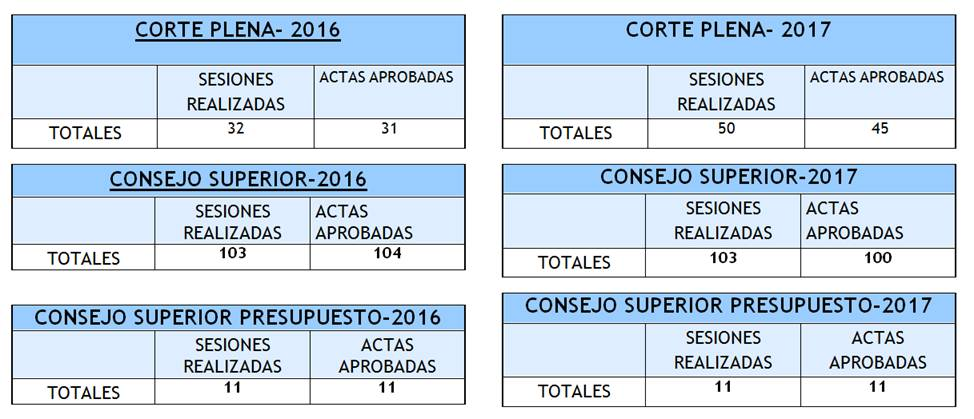 CORTE PLENA- 2016
SESIONES REALIZADAS
ACTAS APROBADAS
TOTALES 32 31
CONSEJO SUPERIOR-2016
SESIONES REALIZADAS
ACTAS APROBADAS
TOTALES 103 104
CONSEJO SUPERIOR PRESUPUESTO-2016
SESIONES REALIZADAS
ACTAS APROBADAS
TOTALES 11 11
CORTE PLENA- 2017
SESIONES REALIZADAS
ACTAS APROBADAS
TOTALES 50 45
CONSEJO SUPERIOR-2017
SESIONES REALIZADAS
ACTAS APROBADAS
TOTALES 103 100
CONSEJO SUPERIOR PRESUPUESTO-2017
SESIONES REALIZADAS
ACTAS APROBADAS
TOTALES 11 11